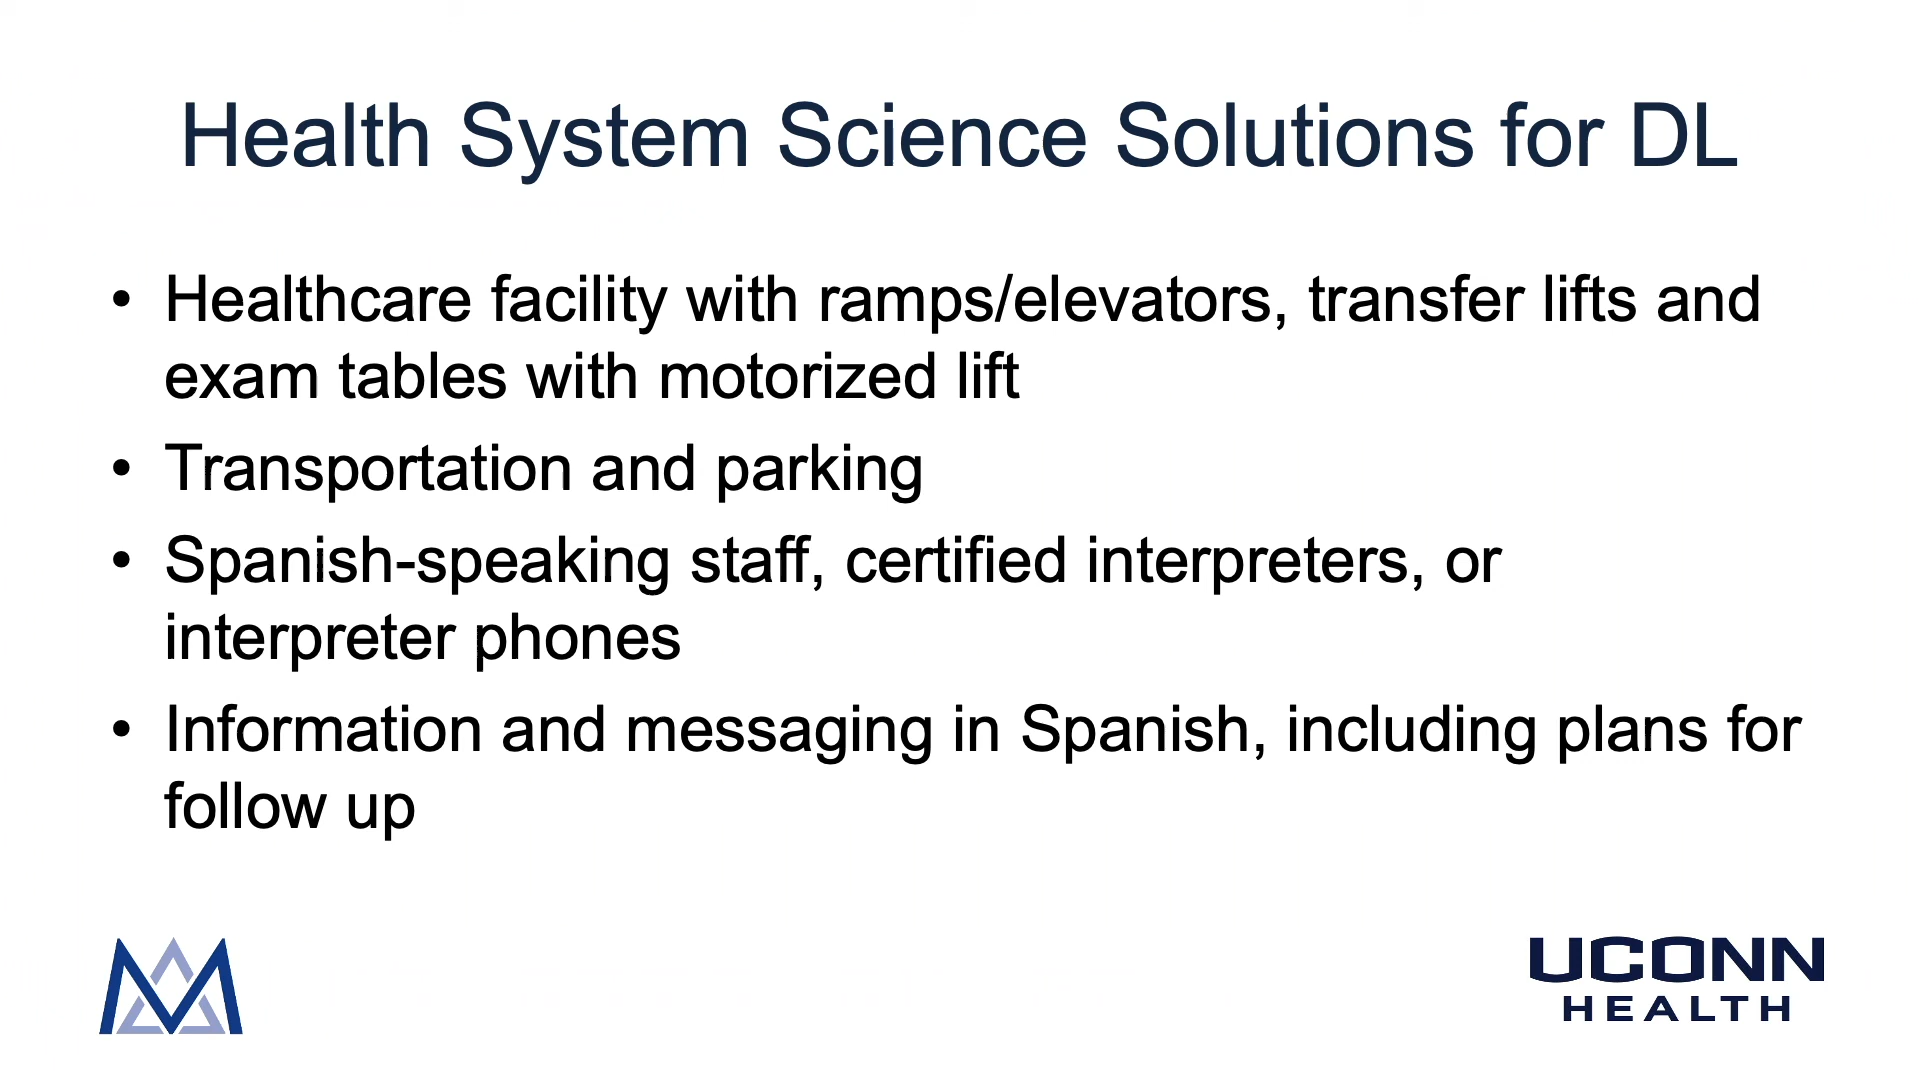 Health System Science Solutions for DL
• Healthcare facility with ramps/elevators, transfer lifts and
exam tables with motorized lift
• Transportation and parking
• Spanish-speaking staff, certified interpreters, or
interpreter phones
• Information and messaging in Spanish, including plans for
follow up
UCONN
HEALTH